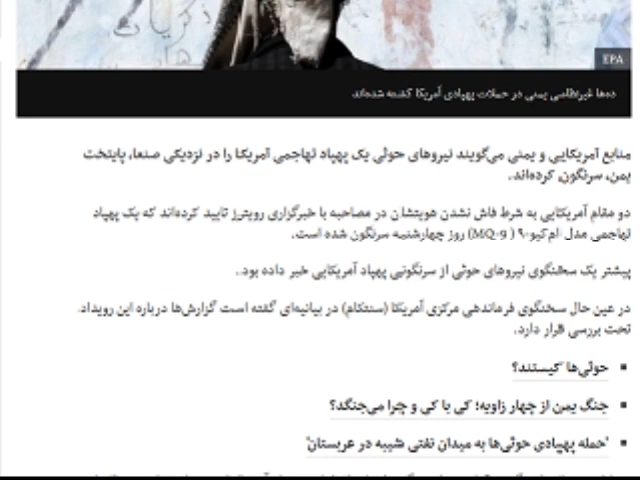 EPA
ده‌ها غیرنظامی یمنی در حملات پهپادی آمریکا کشته شده‌اند
منابع آمریکایی و یمنی می‌گویند نیروهای حوثی یک پهپاد تهاجمی آمریکا را در نزدیکی صنعا، پایتخت
یمن، سرنگون کرده‌اند.
دو مقام آمریکایی به شرط فاش نشدن هویتشان در مصاحبه با خبرگزاری رویترز تایید کرده‌اند که یک پهپاد
تهاجمی مدل ام‌کیو-۹ ( MQ-9) روز چهارشنبه سرنگون شده است.
پیشتر یک سخنگوی نیروهای حوثی از سرنگونی پهپاد آمریکایی خبر داده بود.
در عین حال سخنگوی فرماندهی مرکزی آمریکا (سنتکام) در بیانیه‌ای گفته است گزارش‌ها درباره این رویداد
تحت بررسی قرار دارد.
حوثی‌ها کیستند؟
جنگ یمن از چهار زاویه؛ کی با کی و چرا می‌جنگد؟
'حمله پهپادی حوثی‌ها به میدان نفتی شیبه در عربستان'